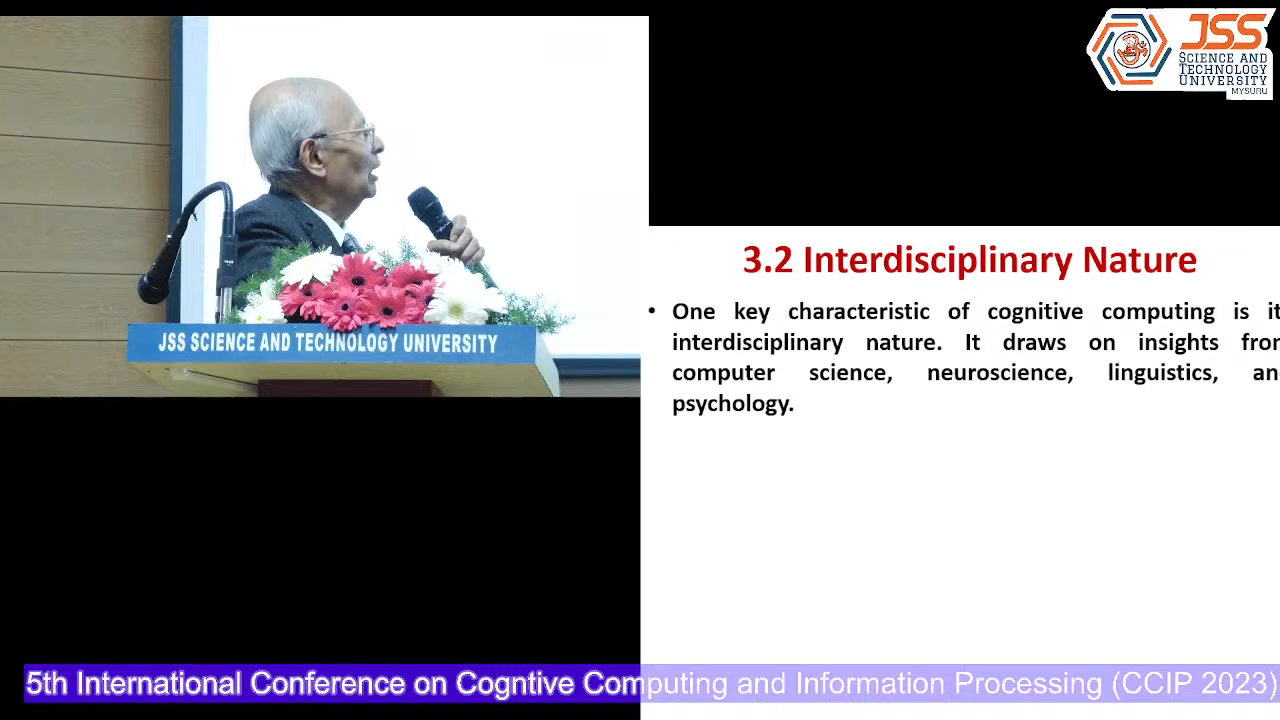 JSS
SCIENCE AND
TECHNOLOGY
UNIVERSITY
MYSURU
3.2 Interdisciplinary Nature
• One key characteristic of cognitive computing is it
interdisciplinary nature. It draws on insights from
computer science, neuroscience, linguistics, an
psychology.
JSS SCIENCE AND TECHNOLOGY UNIVERSITY
5th International Conference on Cogntive Computing and Information Processing (CCIP 2023)